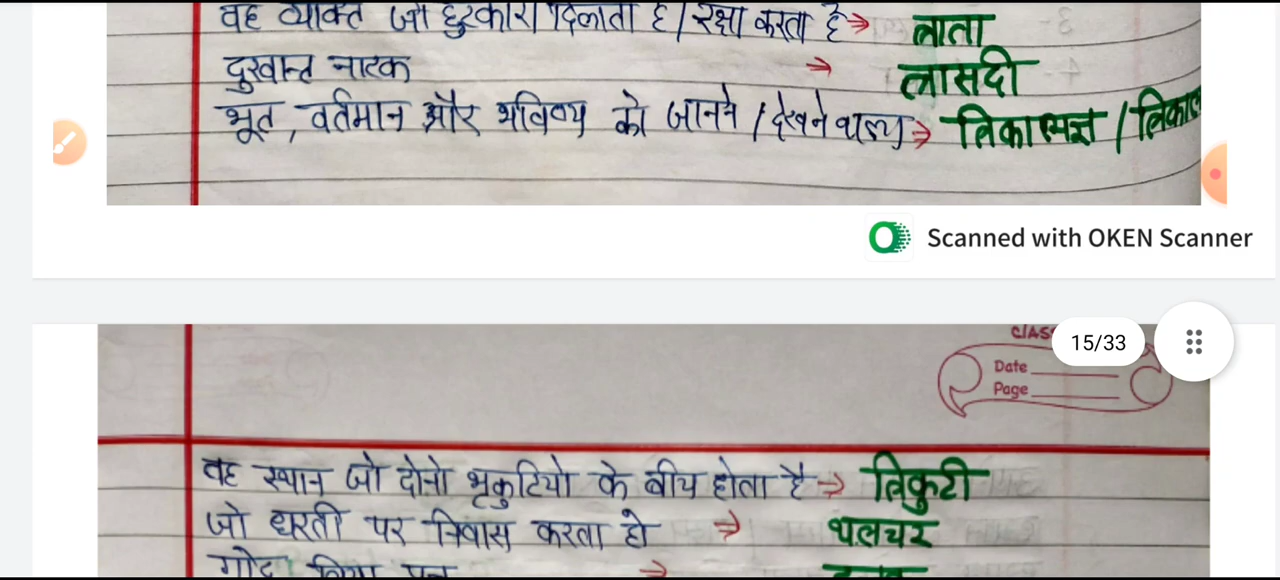 वह व्यक्ति जो छुटकारा दिलाता है / रक्षा करता है → त्राता
दुखान्त नाटक → त्रासदी
भूत, वर्तमान और भविष्य को जानने / देखने वाला → त्रिकालज्ञ /
Scanned with OKEN Scanner
15/33
Date
Page
वह स्थान जो दोनो भृकुटियो के बीच होता है → त्रिकुटी
जो धरती पर निवास करता हो → थलचर